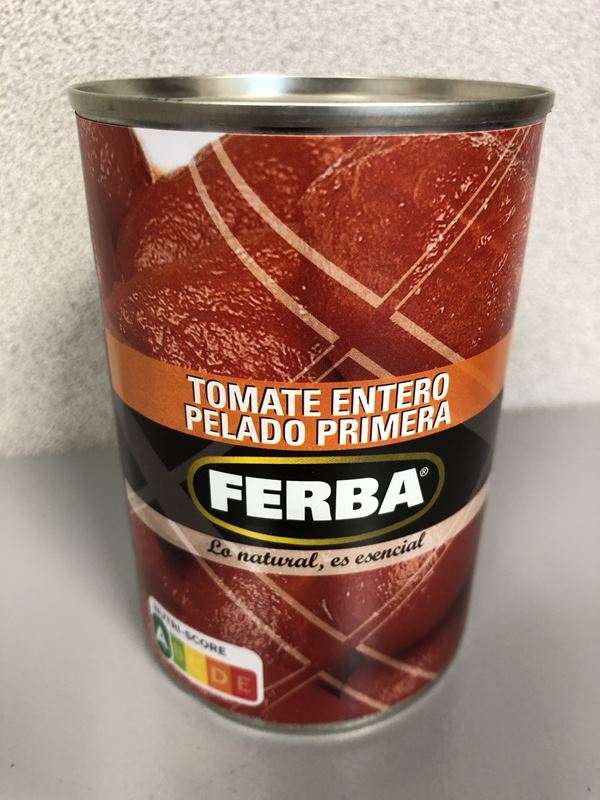 TOMATE ENTERO
PELADO PRIMERA
FERBA®
Lo natural, es esencial
NUTRI-SCORE
A B C D E